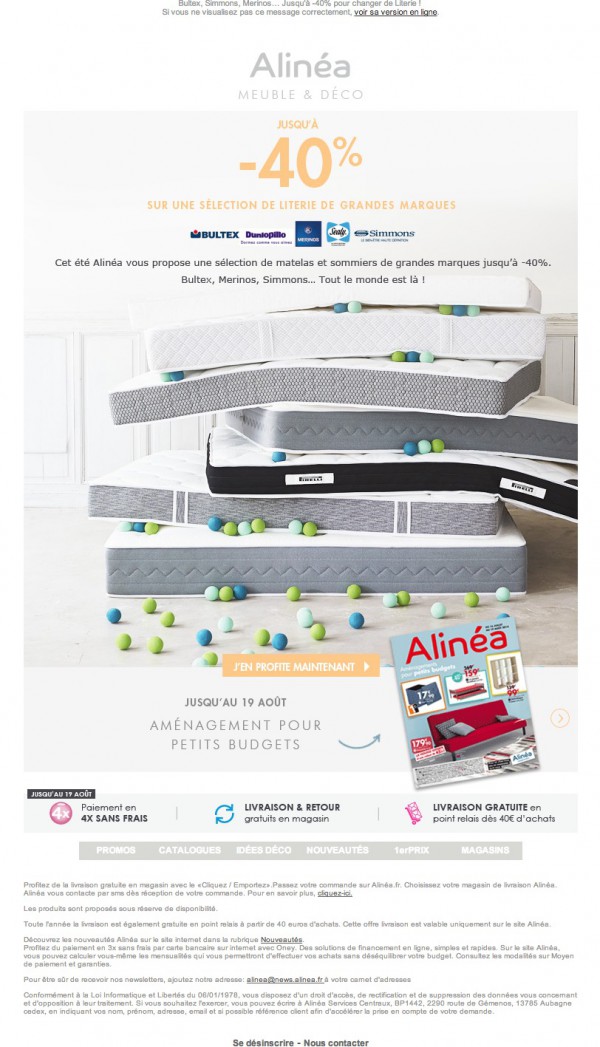 Bultex, Simmons, Merinos… Jusqu'à -40% pour changer de Literie !
Si vous ne visualisez pas ce message correctement, voir sa version en ligne.
Alinéa
MEUBLE & DÉCO
JUSQU'À
-40%
SUR UNE SÉLECTION DE LITERIE DE GRANDES MARQUES
BULTEX Dunlopillo MERINOS Sealy Simmons
Cet été Alinéa vous propose une sélection de matelas et sommiers de grandes marques jusqu'à -40%.
Bultex, Merinos, Simmons… Tout le monde est là !
PIRELLI
Alinéa
Aménagement
pour petits budgets
J'EN PROFITE MAINTENANT
JUSQU'AU 19 AOÛT
AMÉNAGEMENT POUR
PETITS BUDGETS
Alinéa
JUSQU'AU 19 AOÛT
4x Paiement en
4X SANS FRAIS
LIVRAISON & RETOUR
gratuits en magasin
LIVRAISON GRATUITE en
point relais dès 40€ d'achats
PROMOS CATALOGUES IDÉES DÉCO NOUVEAUTÉS 1erPRIX MAGASINS
Profitez de la livraison gratuite en magasin avec le «Cliquez / Emportez».Passez votre commande sur Alinéa.fr. Choisissez votre magasin de livraison Alinéa.
Alinéa vous contacte par sms dès réception de votre commande. Pour en savoir plus, cliquez-ici.
Les produits sont proposés sous réserve de disponibilité.
Toute l'année la livraison est également gratuite en point relais à partir de 40 euros d'achats. Cette offre livraison est valable uniquement sur le site Alinéa.
Découvrez les nouveautés Alinéa sur le site internet dans la rubrique Nouveautés.
Profitez du paiement en 3x sans frais par carte bancaire sur internet avec Oney. Des solutions de financement en ligne, simples et rapides. Sur le site Alinéa,
vous pouvez calculer vous-même les mensualités qui vous permettront d'effectuer vos achats sans déséquilibrer votre budget. Consultez les modalités sur Moyen
de paiement et garanties.
Pour être sûr de recevoir nos newsletters, ajoutez notre adresse: alinea@news.alinea.fr à votre carnet d'adresses
Conformément à la Loi Informatique et Libertés du 06/01/1978, vous disposez d'un droit d'accès, de rectification et de suppression des données vous concernant
et d'opposition à leur traitement. Si vous souhaitez l'exercer, vous pouvez écrire à Alinéa Services Centraux, BP1442, 2290 route de Gémenos, 13785 Aubagne
cedex, en indiquant vos nom, prénom, adresse, email et si possible référence client afin d'accélérer la prise en compte de votre demande.
Se désinscrire - Nous contacter